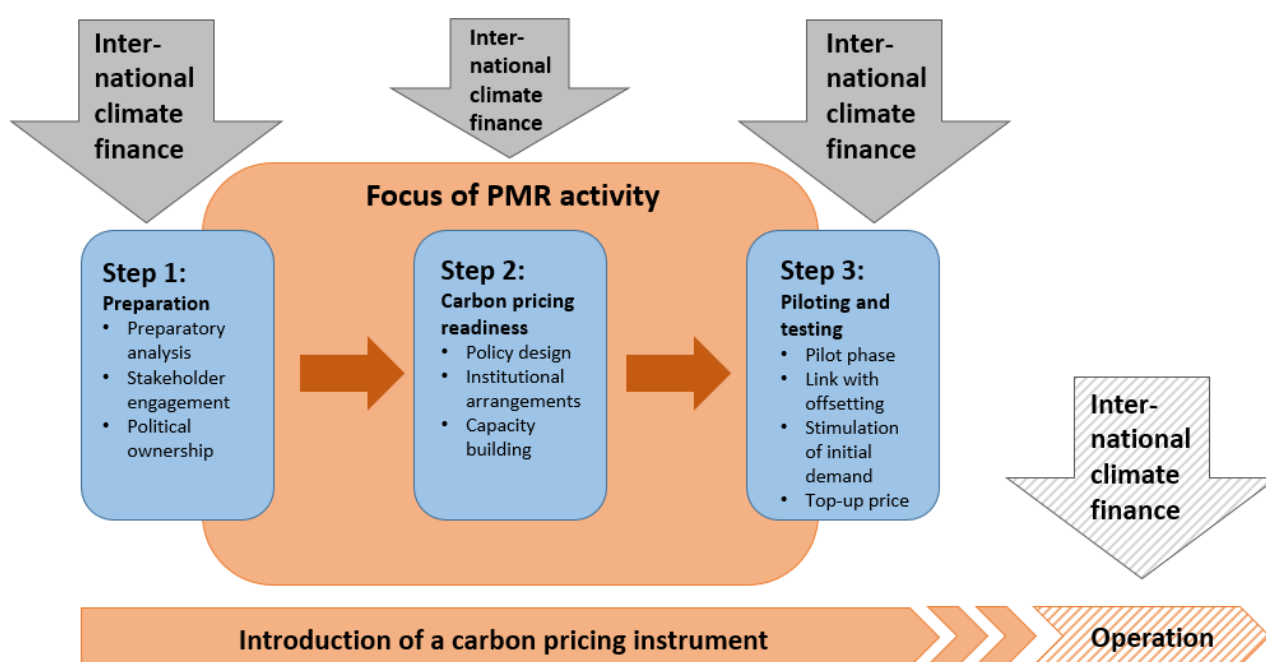 Inter-
national
climate
finance
Inter-
national
climate
finance
Inter-
national
climate
finance
Focus of PMR activity
Step 1:
Preparation
• Preparatory
analysis
• Stakeholder
engagement
• Political
ownership
Step 2:
Carbon pricing
readiness
• Policy design
• Institutional
arrangements
• Capacity
building
Step 3:
Piloting and
testing
• Pilot phase
• Link with
offsetting
• Stimulation
of initial
demand
• Top-up price
Inter-
national
climate
finance
Introduction of a carbon pricing instrument
Operation